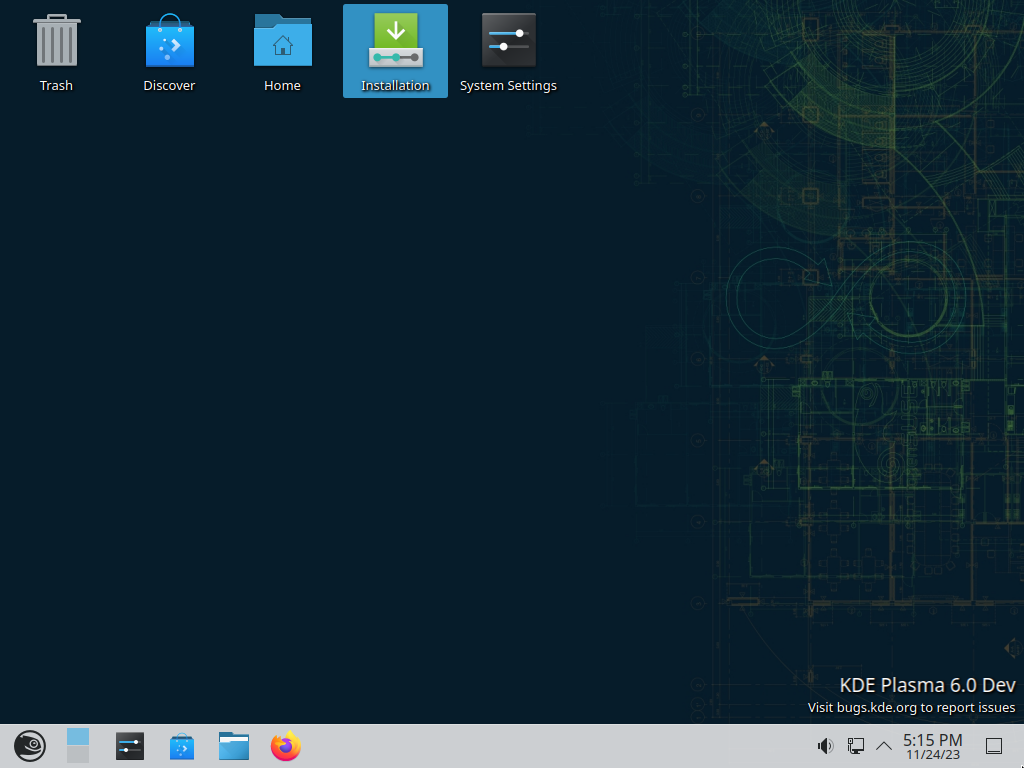 Trash
Discover
Home
Installation
System Settings
KDE Plasma 6.0 Dev
Visit bugs.kde.org to report issues
5:15 PM
11/24/23